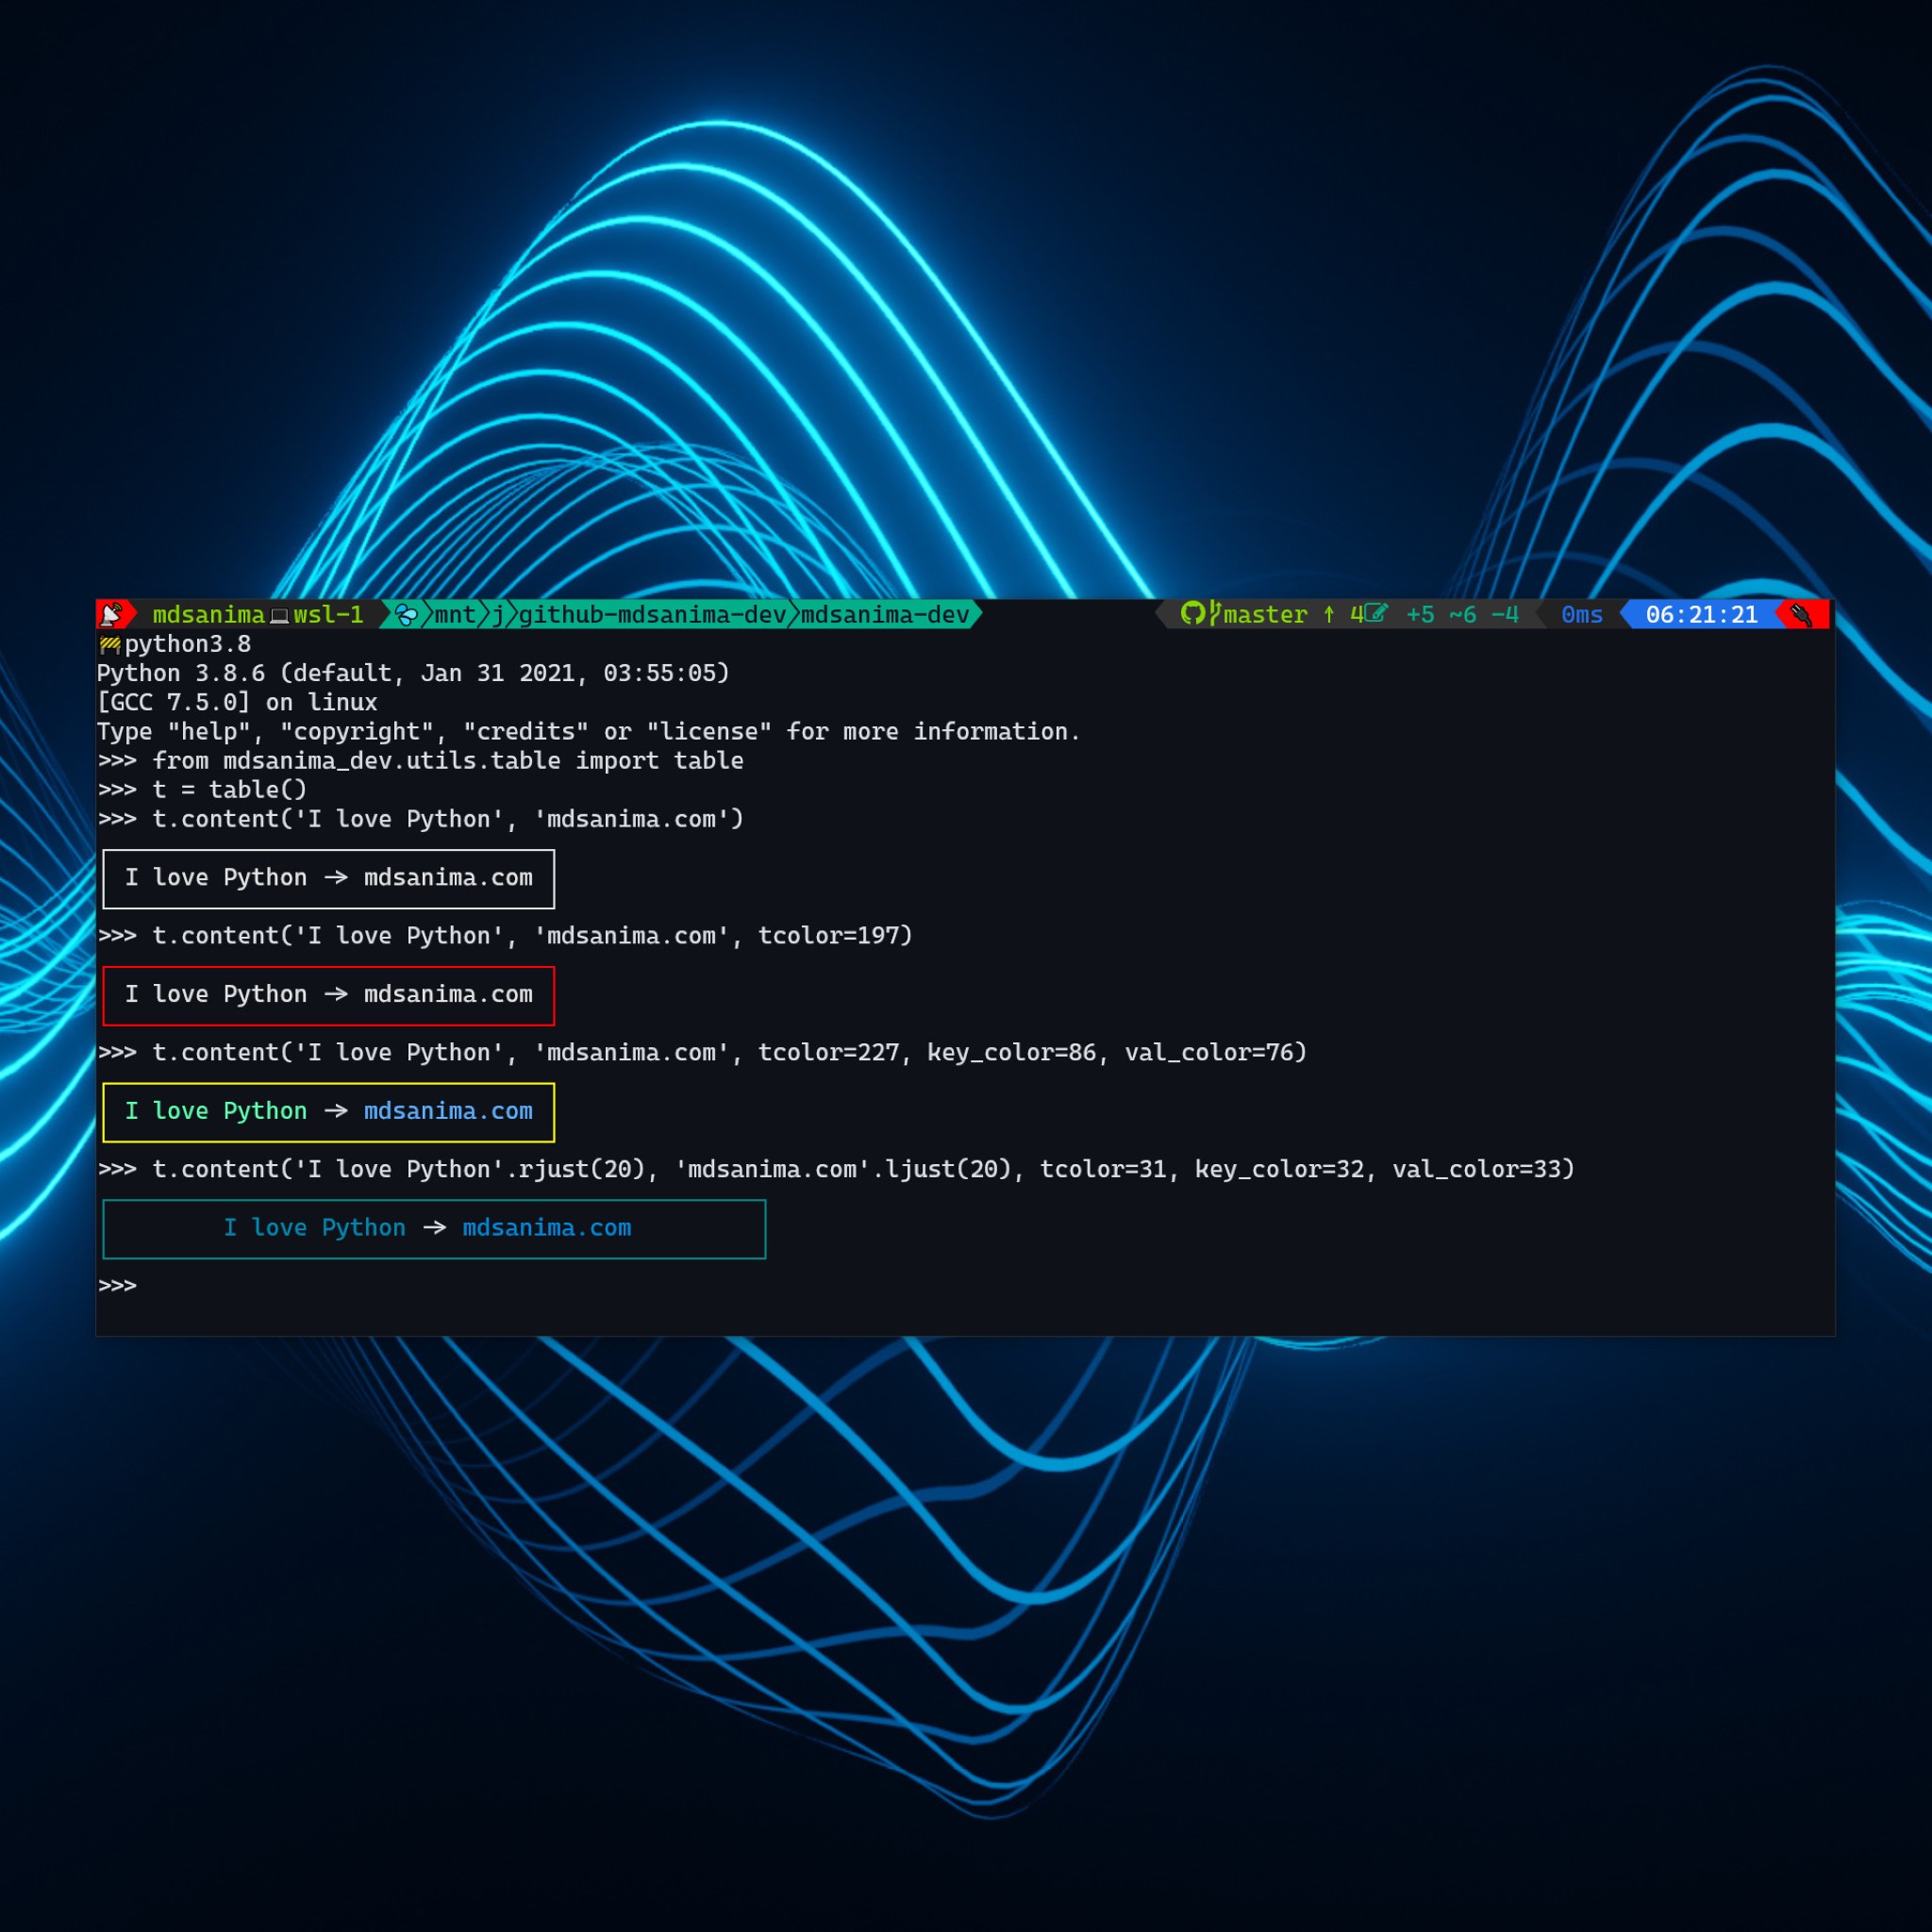 mdsanima wsl-1 mnt j github-mdsanima-dev mdsanima-dev master ↑ 4 +5 ~6 -4 0ms 06:21:21
python3.8
Python 3.8.6 (default, Jan 31 2021, 03:55:05)
[GCC 7.5.0] on linux
Type "help", "copyright", "credits" or "license" for more information.
>>> from mdsanima_dev.utils.table import table
>>> t = table()
>>> t.content('I love Python', 'mdsanima.com')
I love Python → mdsanima.com
>>> t.content('I love Python', 'mdsanima.com', tcolor=197)
I love Python → mdsanima.com
>>> t.content('I love Python', 'mdsanima.com', tcolor=227, key_color=86, val_color=76)
I love Python → mdsanima.com
>>> t.content('I love Python'.rjust(20), 'mdsanima.com'.ljust(20), tcolor=31, key_color=32, val_color=33)
I love Python → mdsanima.com
>>>